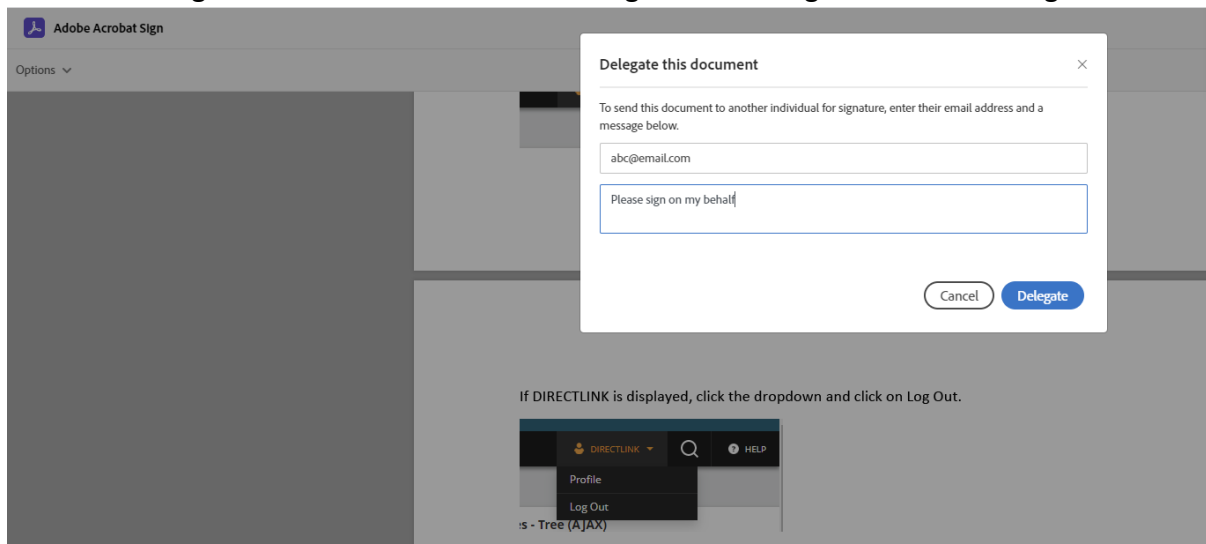 Adobe Acrobat Sign
Options
Delegate this document
To send this document to another individual for signature, enter their email address and a
message below.
abc@email.com
Please sign on my behalf
Cancel
Delegate
If DIRECTLINK is displayed, click the dropdown and click on Log Out.
DIRECTLINK
HELP
Profile
Log Out
es - Tree (AJAX)